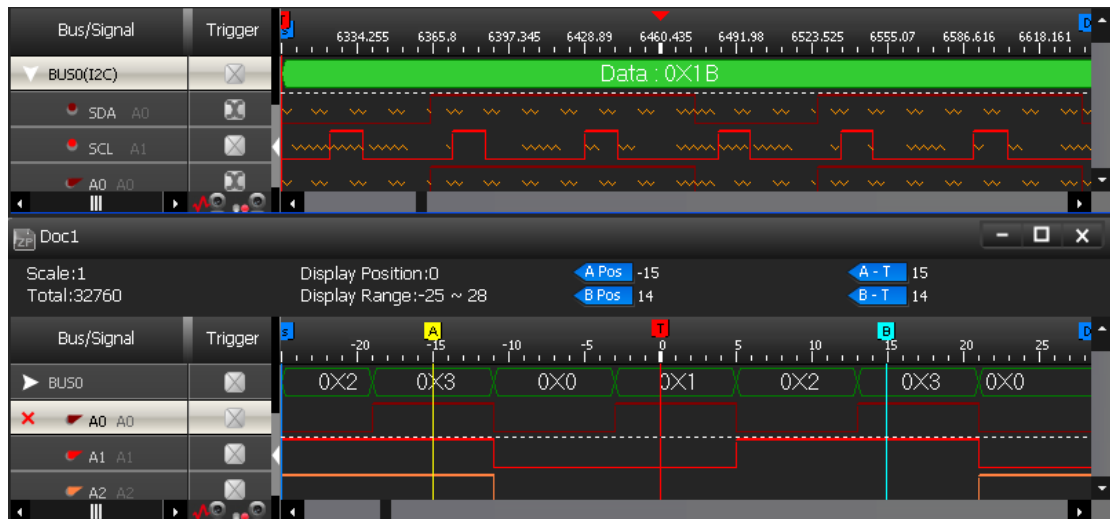 Bus/Signal Trigger T s D
6334.255 6365.8 6397.345 6428.89 6460.435 6491.98 6523.525 6555.07 6586.616 6618.161
BUS0(I2C) Data : 0X1B
SDA A0
SCL A1
A0 A0
ZP Doc1
Scale:1 Display Position:0 A Pos -15 A - T 15
Total:32760 Display Range:-25 ~ 28 B Pos 14 B - T 14
Bus/Signal Trigger s A T B D
-20 -15 -10 -5 0 5 10 15 20 25
BUS0 0X2 0X3 0X0 0X1 0X2 0X3 0X0
A0 A0
A1 A1
A2 A2